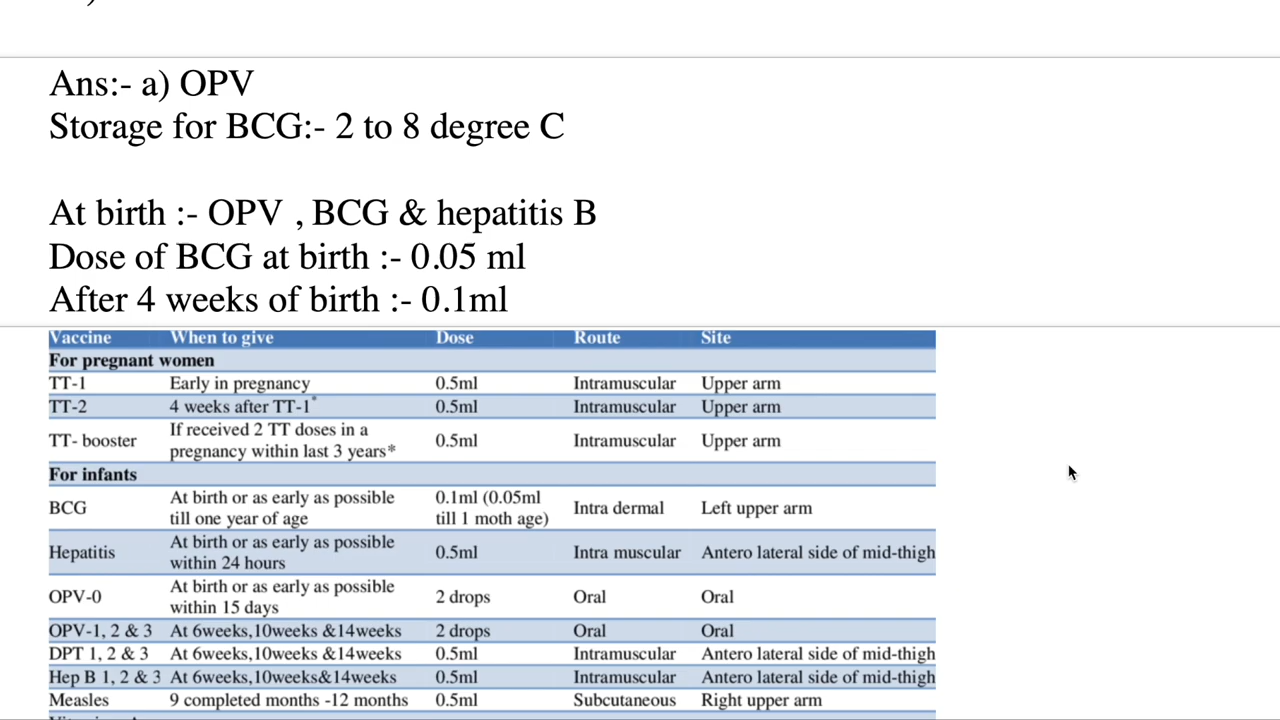 Ans:- a) OPV
Storage for BCG:- 2 to 8 degree C
At birth :- OPV , BCG & hepatitis B
Dose of BCG at birth :- 0.05 ml
After 4 weeks of birth :- 0.1ml
Vaccine When to give Dose Route Site
For pregnant women
TT-1 Early in pregnancy 0.5ml Intramuscular Upper arm
TT-2 4 weeks after TT-1* 0.5ml Intramuscular Upper arm
TT- booster If received 2 TT doses in a pregnancy within last 3 years* 0.5ml Intramuscular Upper arm
For infants
BCG At birth or as early as possible till one year of age 0.1ml (0.05ml till 1 moth age) Intra dermal Left upper arm
Hepatitis At birth or as early as possible within 24 hours 0.5ml Intra muscular Antero lateral side of mid-thigh
OPV-0 At birth or as early as possible within 15 days 2 drops Oral Oral
OPV-1, 2 & 3 At 6weeks,10weeks &14weeks 2 drops Oral Oral
DPT 1, 2 & 3 At 6weeks,10weeks &14weeks 0.5ml Intramuscular Antero lateral side of mid-thigh
Hep B 1, 2 & 3 At 6weeks,10weeks&14weeks 0.5ml Intramuscular Antero lateral side of mid-thigh
Measles 9 completed months -12 months 0.5ml Subcutaneous Right upper arm